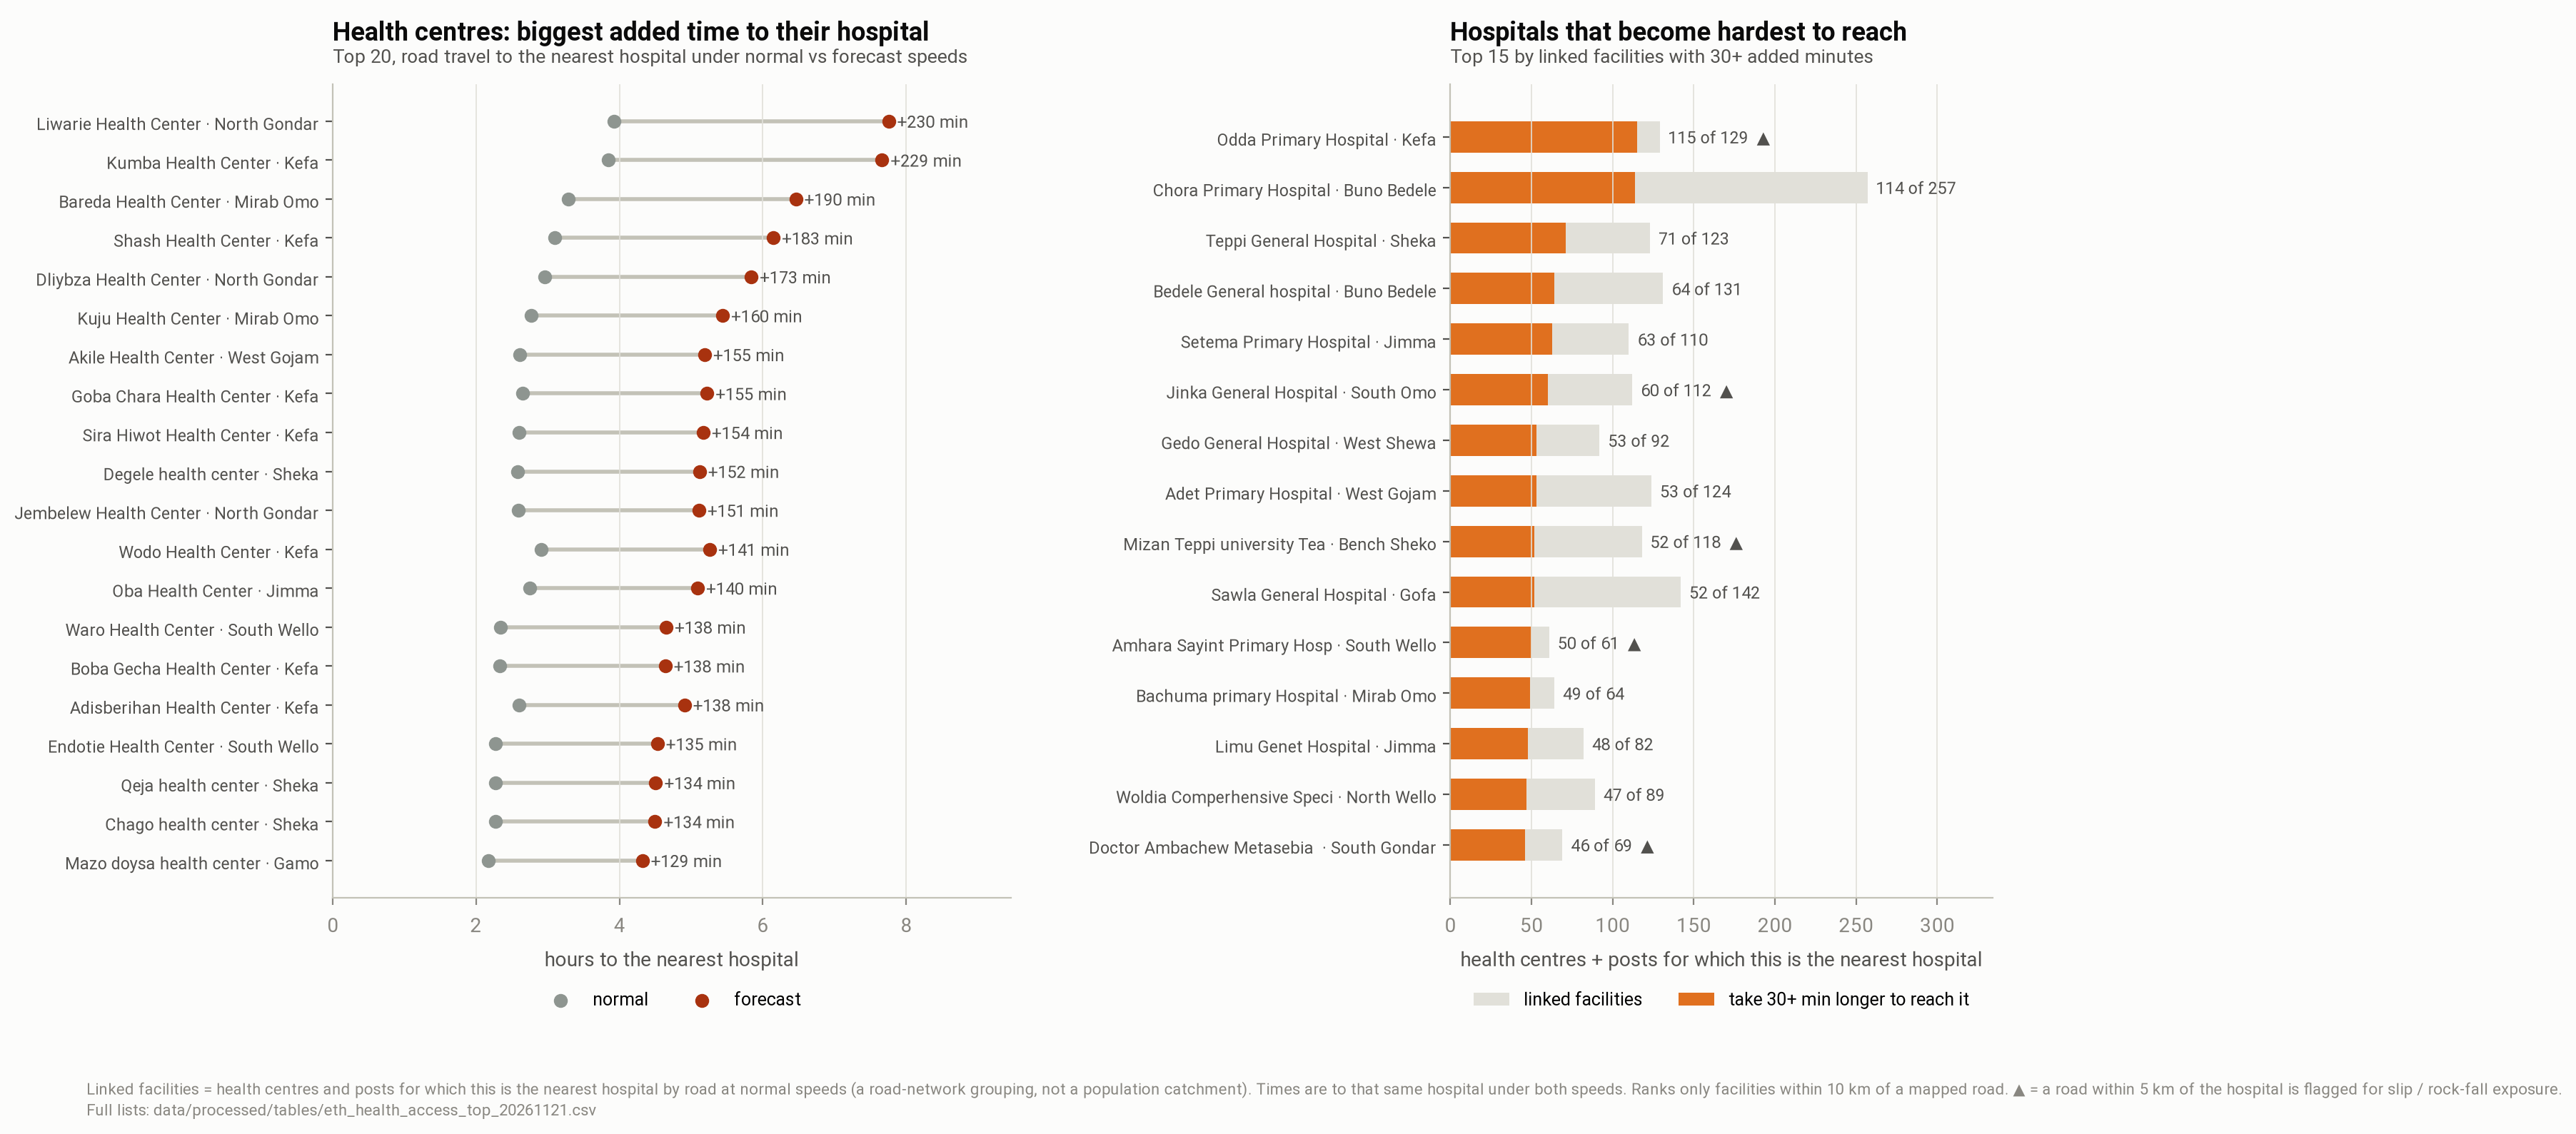 Health centres: biggest added time to their hospital
Top 20, road travel to the nearest hospital under normal vs forecast speeds
Liwarie Health Center · North Gondar
+230 min
Kumba Health Center · Kefa
+229 min
Bareda Health Center · Mirab Omo
+190 min
Shash Health Center · Kefa
+183 min
Dliybza Health Center · North Gondar
+173 min
Kuju Health Center · Mirab Omo
+160 min
Akile Health Center · West Gojam
+155 min
Goba Chara Health Center · Kefa
+155 min
Sira Hiwot Health Center · Kefa
+154 min
Degele health center · Sheka
+152 min
Jembelew Health Center · North Gondar
+151 min
Wodo Health Center · Kefa
+141 min
Oba Health Center · Jimma
+140 min
Waro Health Center · South Wello
+138 min
Boba Gecha Health Center · Kefa
+138 min
Adisberihan Health Center · Kefa
+138 min
Endotie Health Center · South Wello
+135 min
Qeja health center · Sheka
+134 min
Chago health center · Sheka
+134 min
Mazo doysa health center · Gamo
+129 min
0 2 4 6 8
hours to the nearest hospital
normal forecast
Hospitals that become hardest to reach
Top 15 by linked facilities with 30+ added minutes
Odda Primary Hospital · Kefa
115 of 129 ▲
Chora Primary Hospital · Buno Bedele
114 of 257
Teppi General Hospital · Sheka
71 of 123
Bedele General hospital · Buno Bedele
64 of 131
Setema Primary Hospital · Jimma
63 of 110
Jinka General Hospital · South Omo
60 of 112 ▲
Gedo General Hospital · West Shewa
53 of 92
Adet Primary Hospital · West Gojam
53 of 124
Mizan Teppi university Tea · Bench Sheko
52 of 118 ▲
Sawla General Hospital · Gofa
52 of 142
Amhara Sayint Primary Hosp · South Wello
50 of 61 ▲
Bachuma primary Hospital · Mirab Omo
49 of 64
Limu Genet Hospital · Jimma
48 of 82
Woldia Comperhensive Speci · North Wello
47 of 89
Doctor Ambachew Metasebia · South Gondar
46 of 69 ▲
0 50 100 150 200 250 300
health centres + posts for which this is the nearest hospital
linked facilities take 30+ min longer to reach it
Linked facilities = health centres and posts for which this is the nearest hospital by road at normal speeds (a road-network grouping, not a population catchment). Times are to that same hospital under both speeds. Ranks only facilities within 10 km of a mapped road. ▲ = a road within 5 km of the hospital is flagged for slip / rock-fall exposure.
Full lists: data/processed/tables/eth_health_access_top_20261121.csv